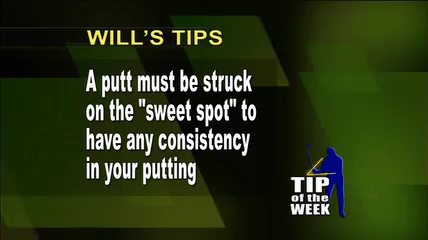 WILL'S TIPS
A putt must be struck
on the "sweet spot" to
have any consistency
in your putting
TIP
of the
WEEK